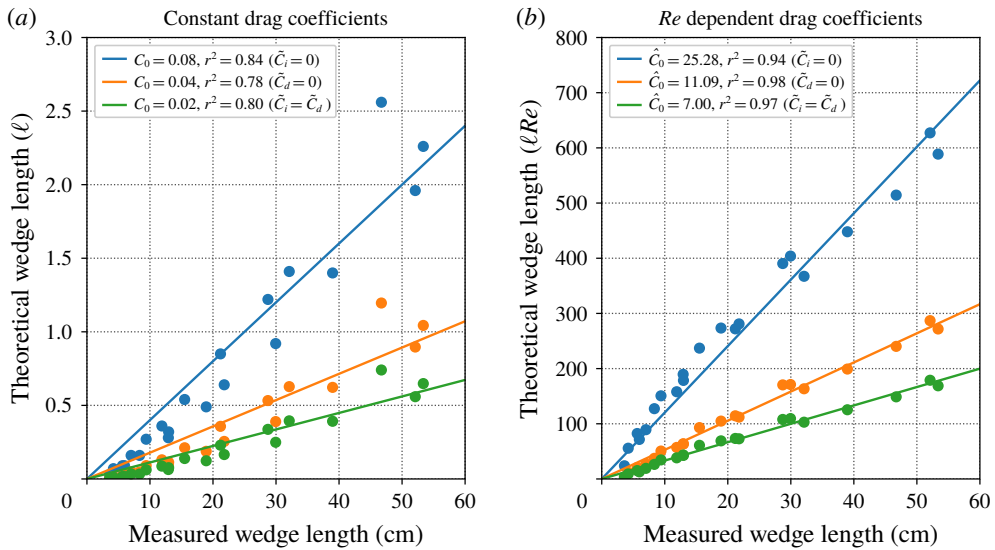 (a)
Constant drag coefficients
3.0
2.5
2.0
1.5
1.0
0.5
0
10
20
30
40
50
60
C₀ = 0.08, r² = 0.84 (C̃ᵢ = 0)
C₀ = 0.04, r² = 0.78 (C̃_d = 0)
C₀ = 0.02, r² = 0.80 (C̃ᵢ = C̃_d )
Theoretical wedge length (ℓ)
Measured wedge length (cm)
(b)
Re dependent drag coefficients
800
700
600
500
400
300
200
100
0
10
20
30
40
50
60
Ĉ₀ = 25.28, r² = 0.94 (C̃ᵢ = 0)
Ĉ₀ = 11.09, r² = 0.98 (C̃_d = 0)
Ĉ₀ = 7.00, r² = 0.97 (C̃ᵢ = C̃_d )
Theoretical wedge length (ℓRe)
Measured wedge length (cm)